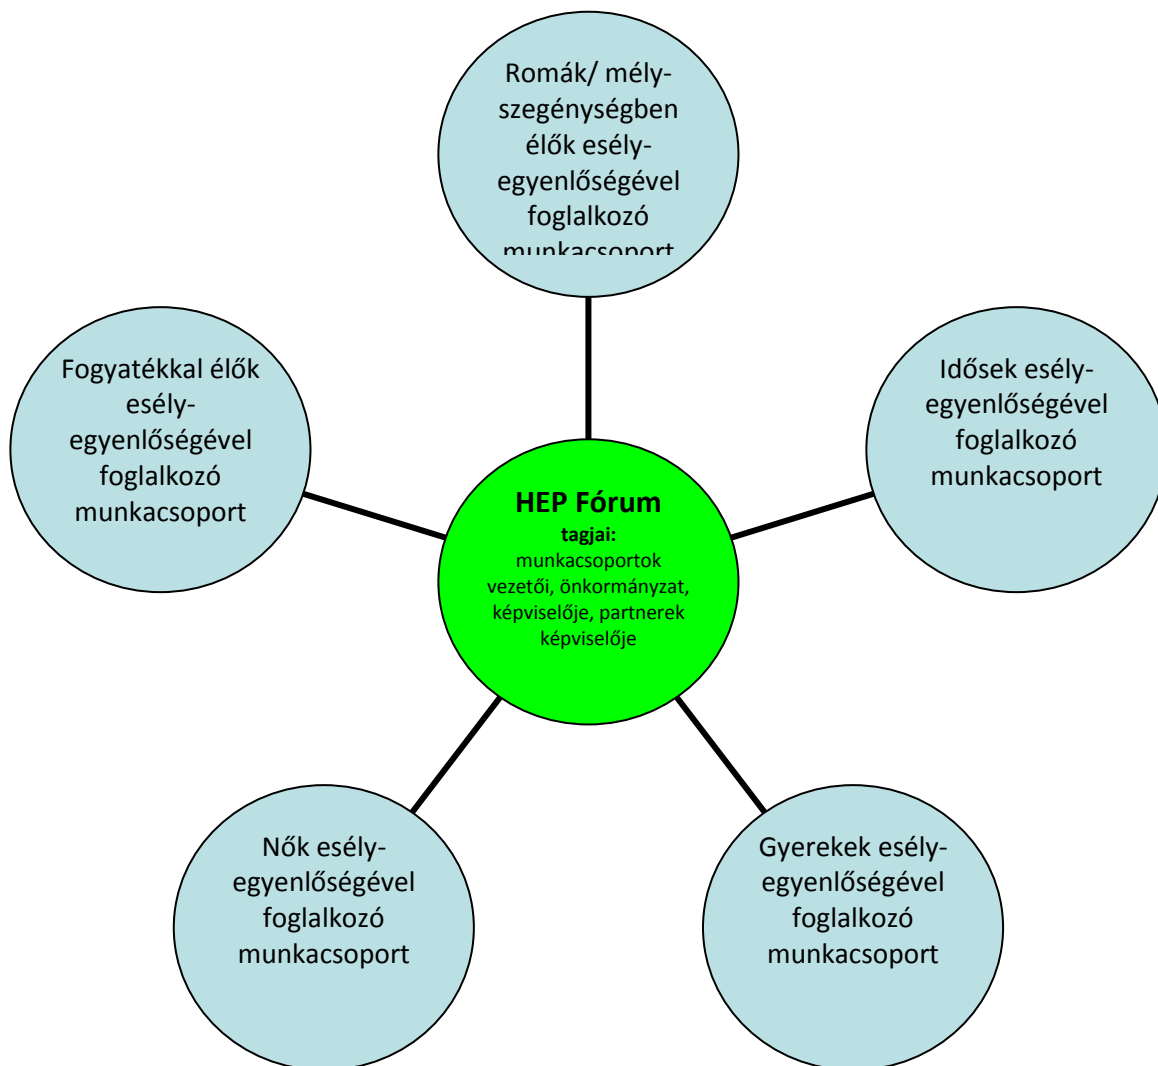 Romák/ mély-
szegénységben
élők esély-
egyenlőségével
foglalkozó
munkacsoport
Fogyatékkal élők
esély-
egyenlőségével
foglalkozó
munkacsoport
Idősek esély-
egyenlőségével
foglalkozó
munkacsoport
HEP Fórum
tagjai:
munkacsoportok
vezetői, önkormányzat,
képviselője, partnerek
képviselője
Nők esély-
egyenlőségével
foglalkozó
munkacsoport
Gyerekek esély-
egyenlőségével
foglalkozó
munkacsoport